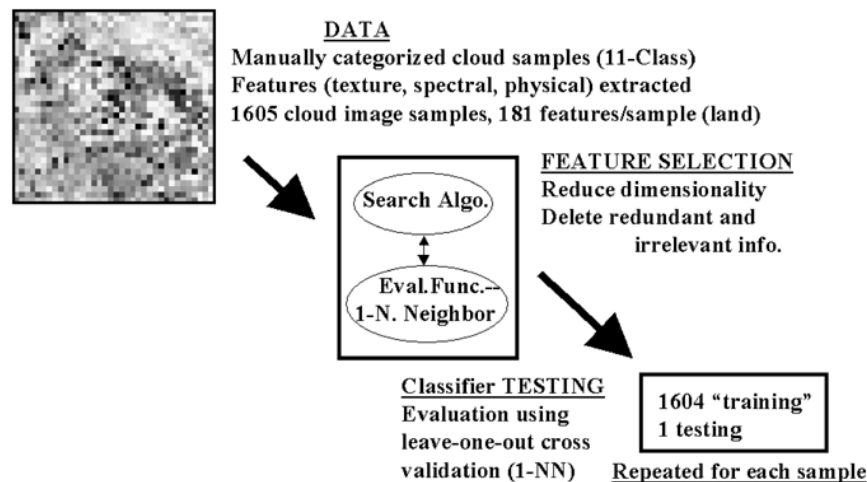 DATA
Manually categorized cloud samples (11-Class)
Features (texture, spectral, physical) extracted
1605 cloud image samples, 181 features/sample (land)
Search Algo.
Eval.Func.--
1-N. Neighbor
FEATURE SELECTION
Reduce dimensionality
Delete redundant and
irrelevant info.
Classifier TESTING
Evaluation using
leave-one-out cross
validation (1-NN)
1604 “training”
1 testing
Repeated for each sample